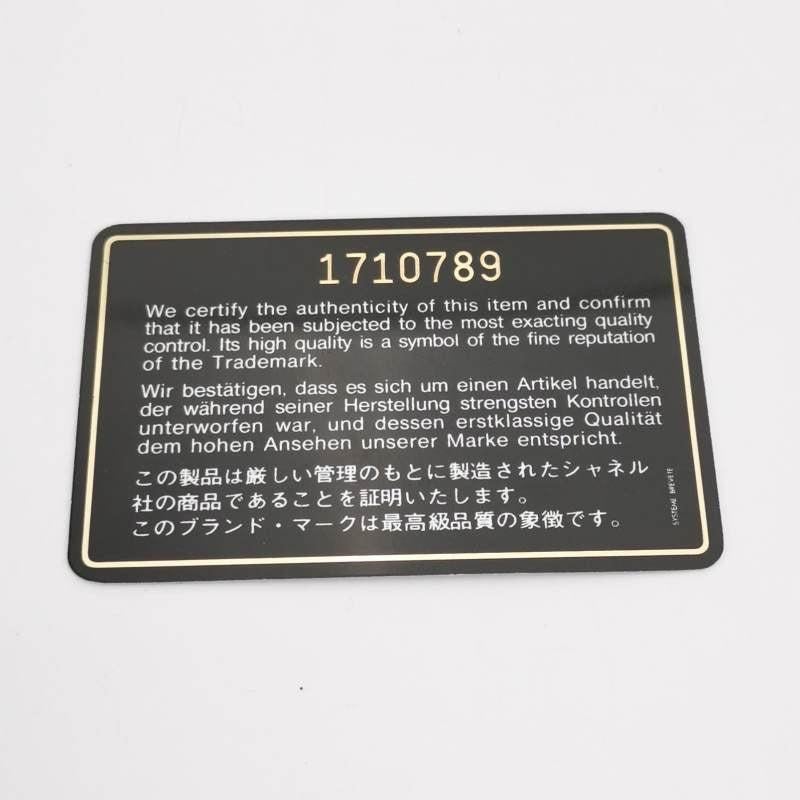 1710789
We certify the authenticity of this item and confirm
that it has been subjected to the most exacting quality
control. Its high quality is a symbol of the fine reputation
of the Trademark.
Wir bestätigen, dass es sich um einen Artikel handelt,
der während seiner Herstellung strengsten Kontrollen
unterworfen war, und dessen erstklassige Qualität
dem hohen Ansehen unserer Marke entspricht.
この製品は厳しい管理のもとに製造されたシャネル
社の商品であることを証明いたします。
このブランド・マークは最高級品質の象徴です。
SYSTEME BREVETE